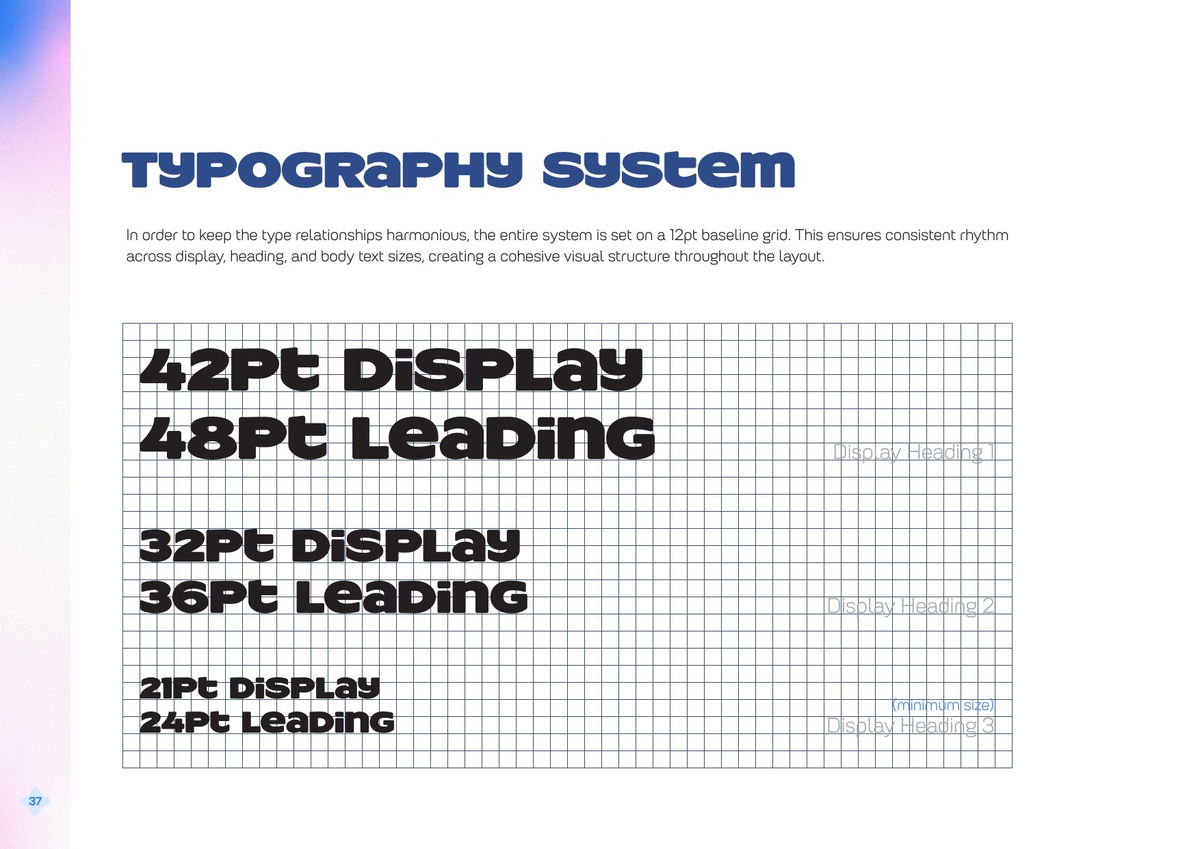 TYPOGRAPHY SYSTEM
In order to keep the type relationships harmonious, the entire system is set on a 12pt baseline grid. This ensures consistent rhythm
across display, heading, and body text sizes, creating a cohesive visual structure throughout the layout.
42Pt Display
48Pt Leading
Display Heading 1
32Pt Display
36Pt Leading
Display Heading 2
21Pt Display
24Pt Leading
(minimum size)
Display Heading 3
37